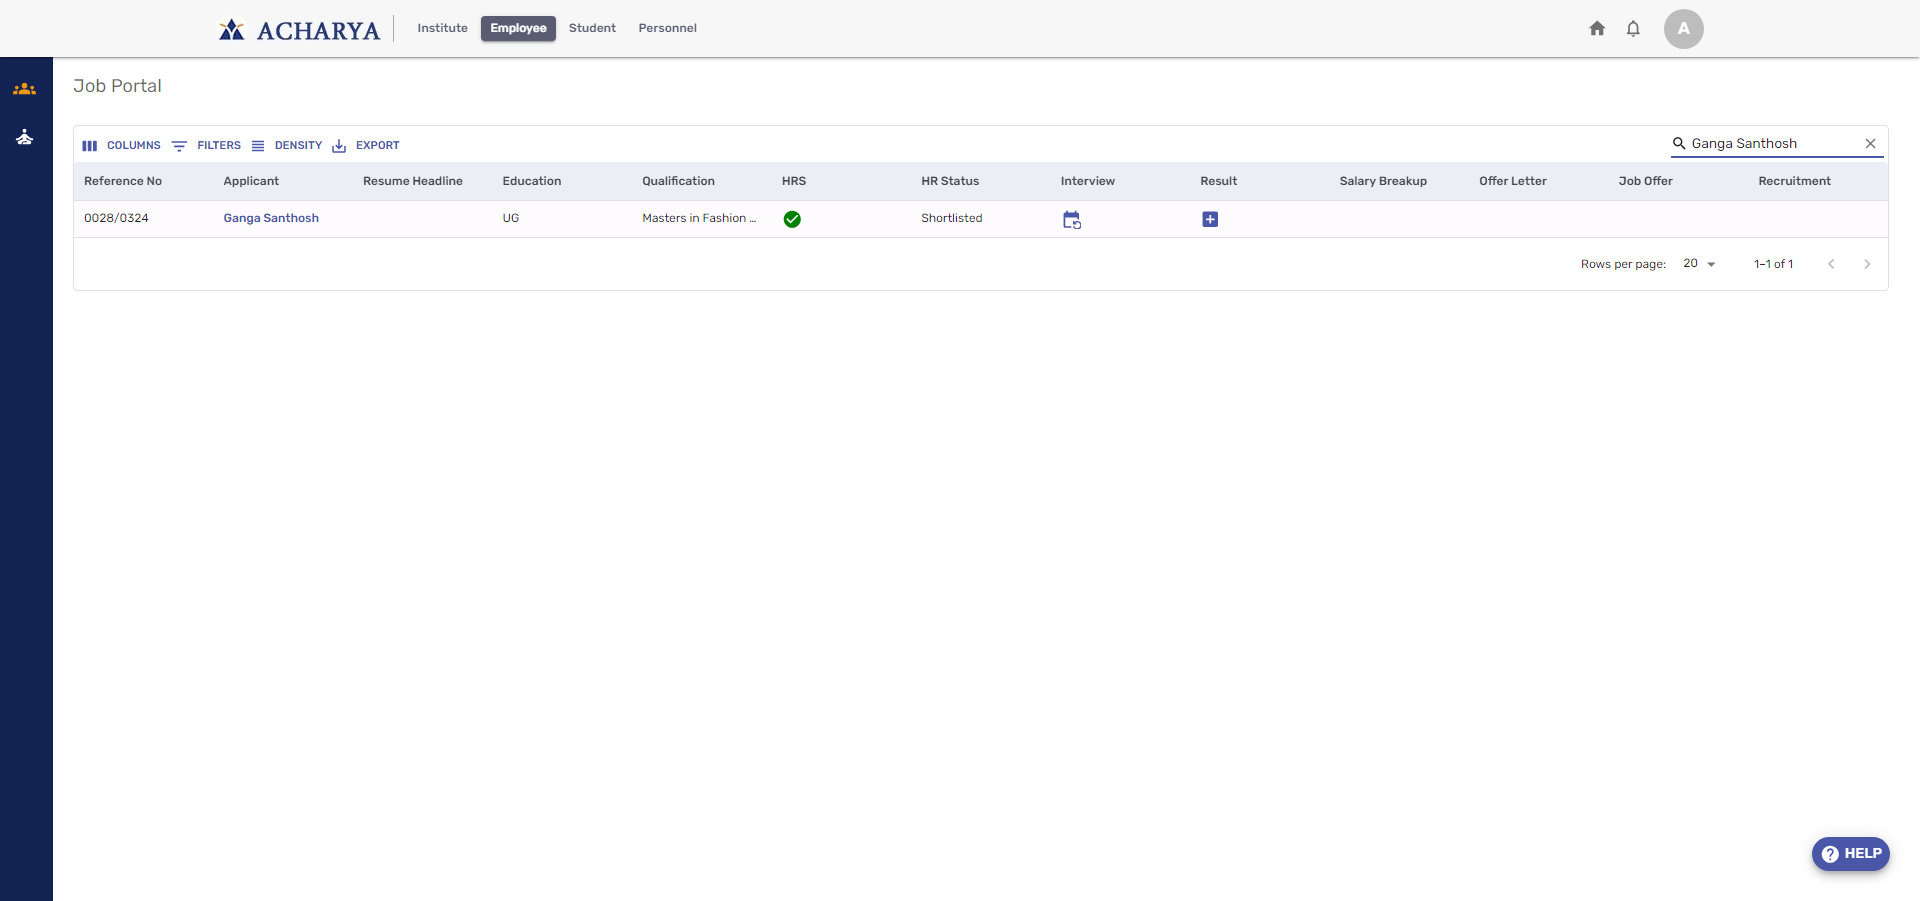 ACHARYA Institute Employee Student Personnel A
Job Portal
COLUMNS FILTERS DENSITY EXPORT Ganga Santhosh
Reference No Applicant Resume Headline Education Qualification HRS HR Status Interview Result Salary Breakup Offer Letter Job Offer Recruitment
0028/0324 Ganga Santhosh UG Masters in Fashion ... Shortlisted
Rows per page: 20 1–1 of 1
? HELP